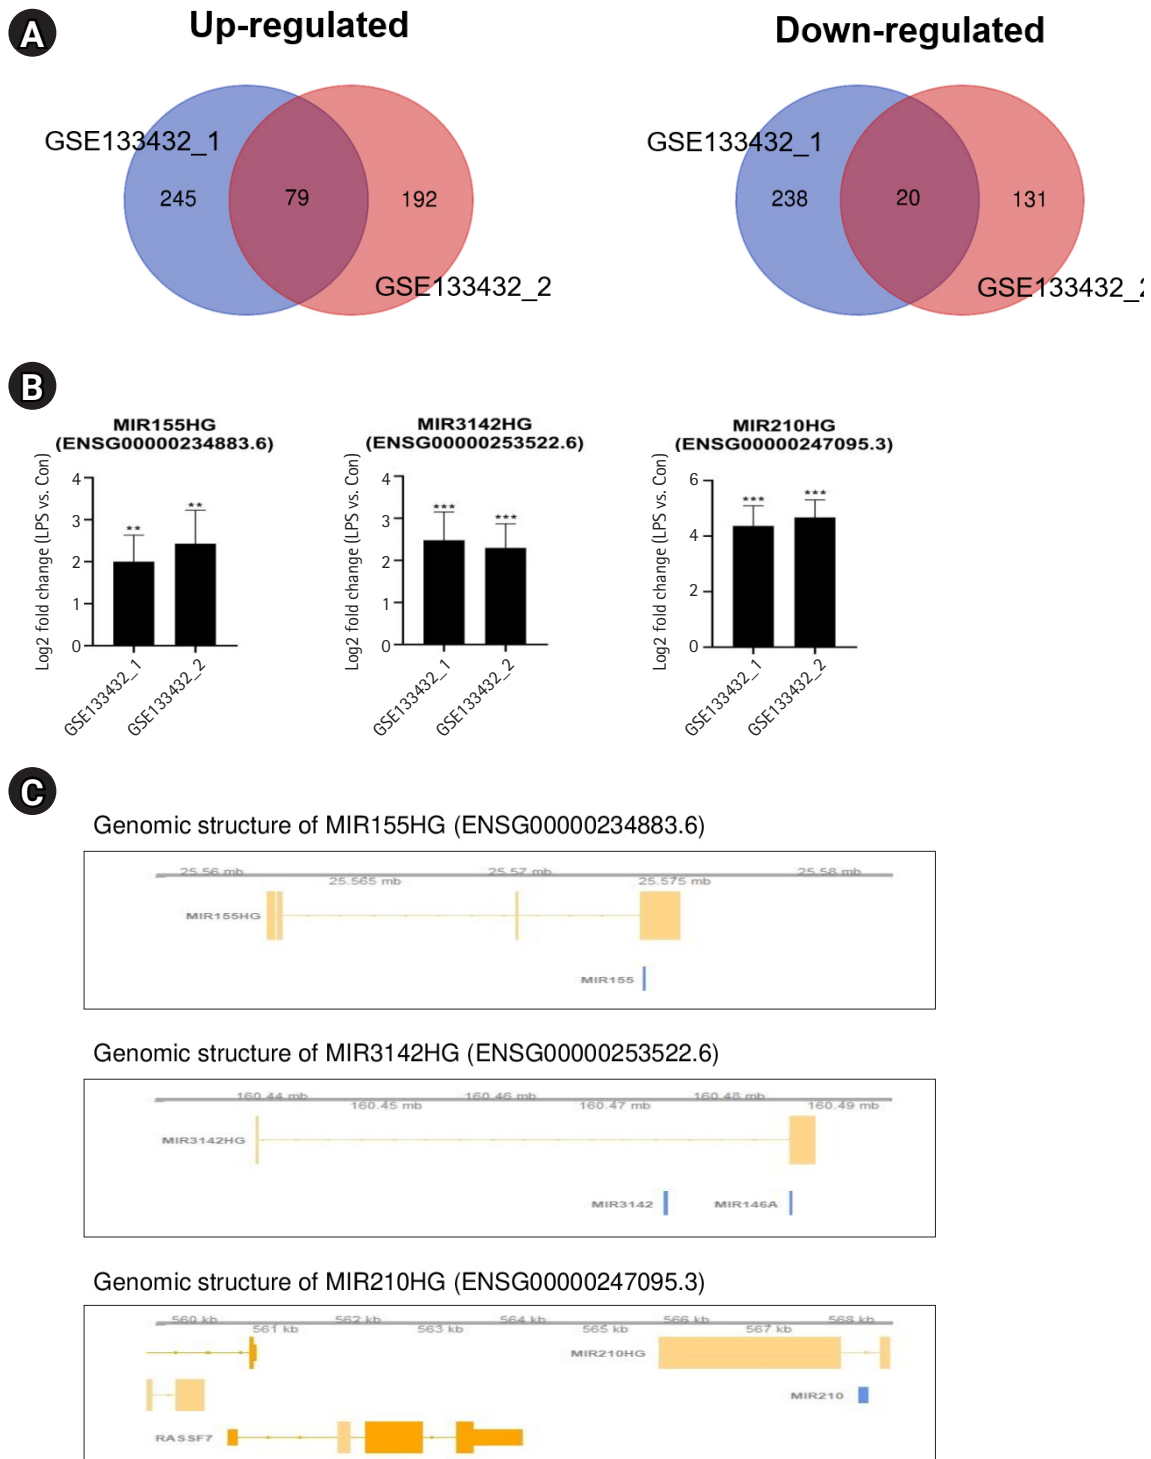 A
Up-regulated
Down-regulated
GSE133432_1
245
79
192
GSE133432_2
GSE133432_1
238
20
131
GSE133432_2
B
MIR155HG
(ENSG00000234883.6)
Log2 fold change (LPS vs. Con)
4
3
2
1
0
**
**
GSE133432_1
GSE133432_2
MIR3142HG
(ENSG00000253522.6)
Log2 fold change (LPS vs. Con)
4
3
2
1
0
***
***
GSE133432_1
GSE133432_2
MIR210HG
(ENSG00000247095.3)
Log2 fold change (LPS vs. Con)
6
4
2
0
***
***
GSE133432_1
GSE133432_2
C
Genomic structure of MIR155HG (ENSG00000234883.6)
25.56 mb
25.57 mb
25.58 mb
25.565 mb
25.575 mb
MIR155HG
MIR155
Genomic structure of MIR3142HG (ENSG00000253522.6)
160.44 mb
160.46 mb
160.48 mb
160.45 mb
160.47 mb
160.49 mb
MIR3142HG
MIR3142
MIR146A
Genomic structure of MIR210HG (ENSG00000247095.3)
560 kb
562 kb
564 kb
566 kb
568 kb
561 kb
563 kb
565 kb
567 kb
MIR210HG
MIR210
RASSF7